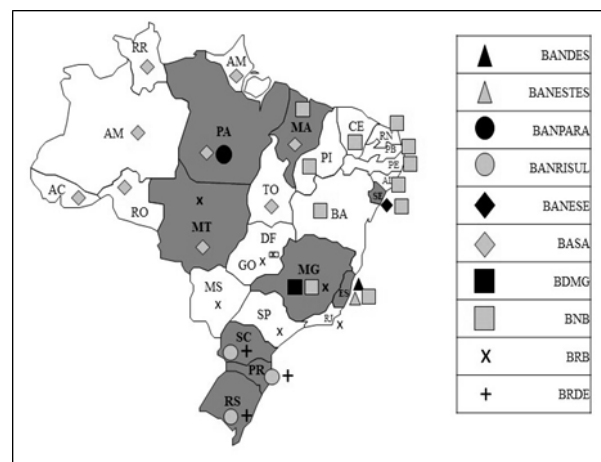 RR
AM
AM
PA
MA
CE
RN
PB
PE
AL
SE
PI
AC
RO
TO
BA
MT
DF
GO
MG
ES
MS
SP
RJ
SC
PR
RS
BANDES
BANESTES
BANPARA
BANRISUL
BANESE
BASA
BDMG
BNB
BRB
BRDE